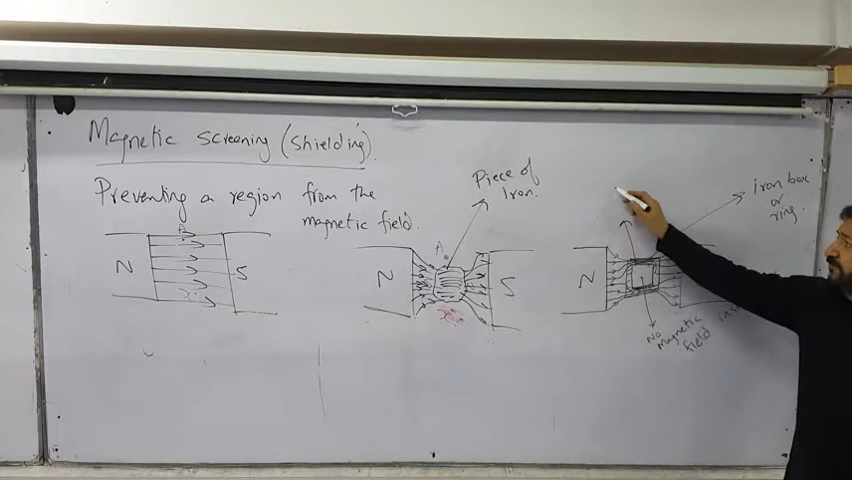 Magnetic screening (shielding).
Preventing a region from the
magnetic field.
A
N
S
Piece of
Iron.
A
N
S
iron box
or
ring.
N
No
magnetic
field